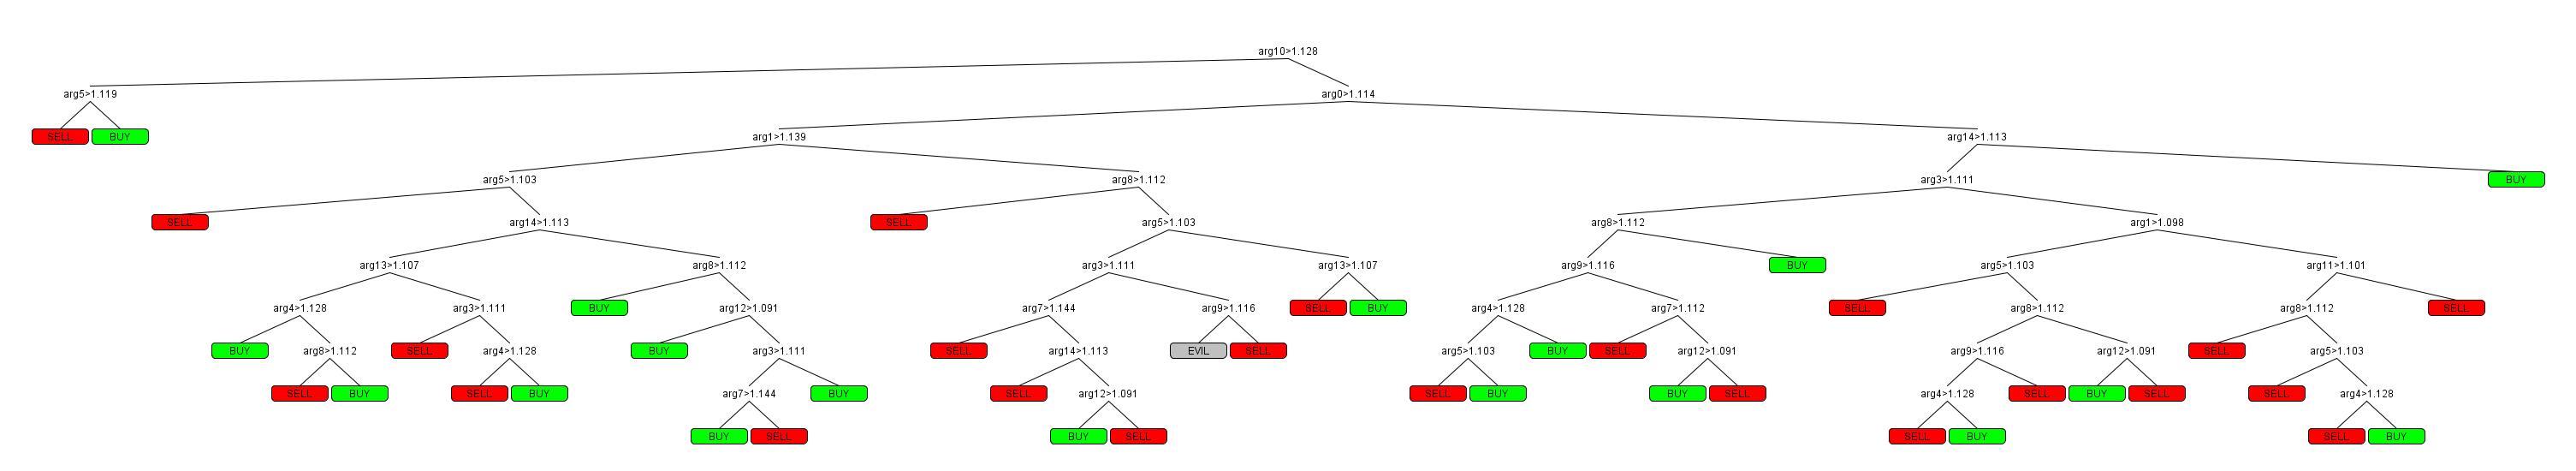 arg10>1.128
arg5>1.119 arg0>1.114
SELL BUY arg1>1.139 arg14>1.113
arg5>1.103 arg8>1.112 arg3>1.111 BUY
SELL arg14>1.113 SELL arg5>1.103 arg8>1.112 arg1>1.098
arg13>1.107 arg8>1.112 arg3>1.111 arg13>1.107 arg9>1.116 BUY arg5>1.103 arg11>1.101
arg4>1.128 arg3>1.111 BUY arg12>1.091 arg7>1.144 arg9>1.116 SELL BUY arg4>1.128 arg7>1.112 SELL arg8>1.112 arg8>1.112 SELL
BUY arg8>1.112 SELL arg4>1.128 BUY arg3>1.111 SELL arg14>1.113 EVIL SELL arg5>1.103 BUY SELL arg12>1.091 arg9>1.116 arg12>1.091 SELL arg5>1.103
SELL BUY SELL BUY arg7>1.144 BUY SELL arg12>1.091 SELL BUY BUY SELL arg4>1.128 SELL BUY SELL SELL arg4>1.128
BUY SELL BUY SELL SELL BUY SELL BUY